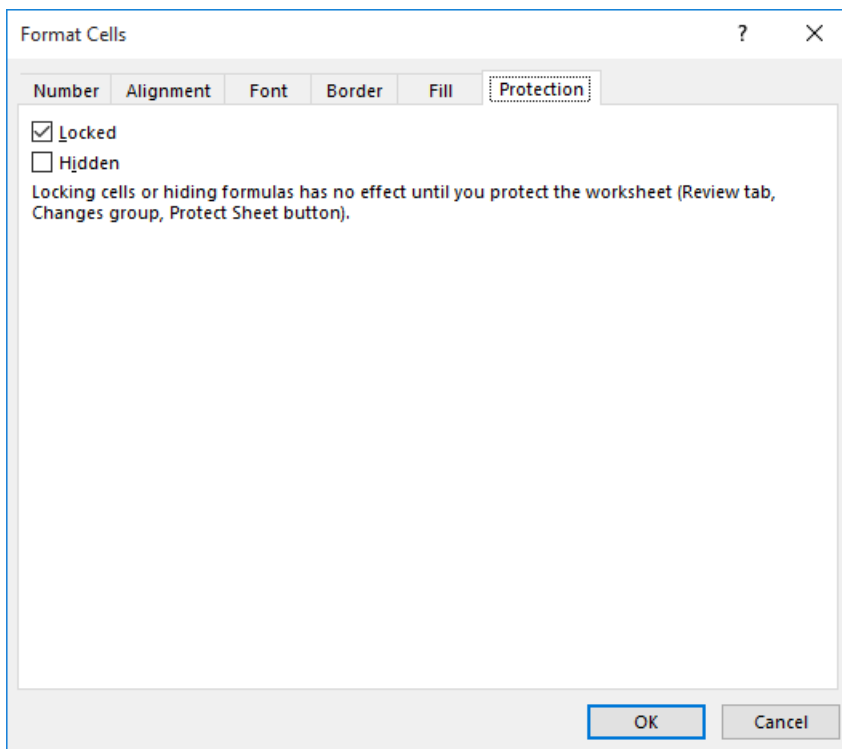 Format Cells ?
Number Alignment Font Border Fill Protection
Locked
Hidden
Locking cells or hiding formulas has no effect until you protect the worksheet (Review tab,
Changes group, Protect Sheet button).
OK Cancel